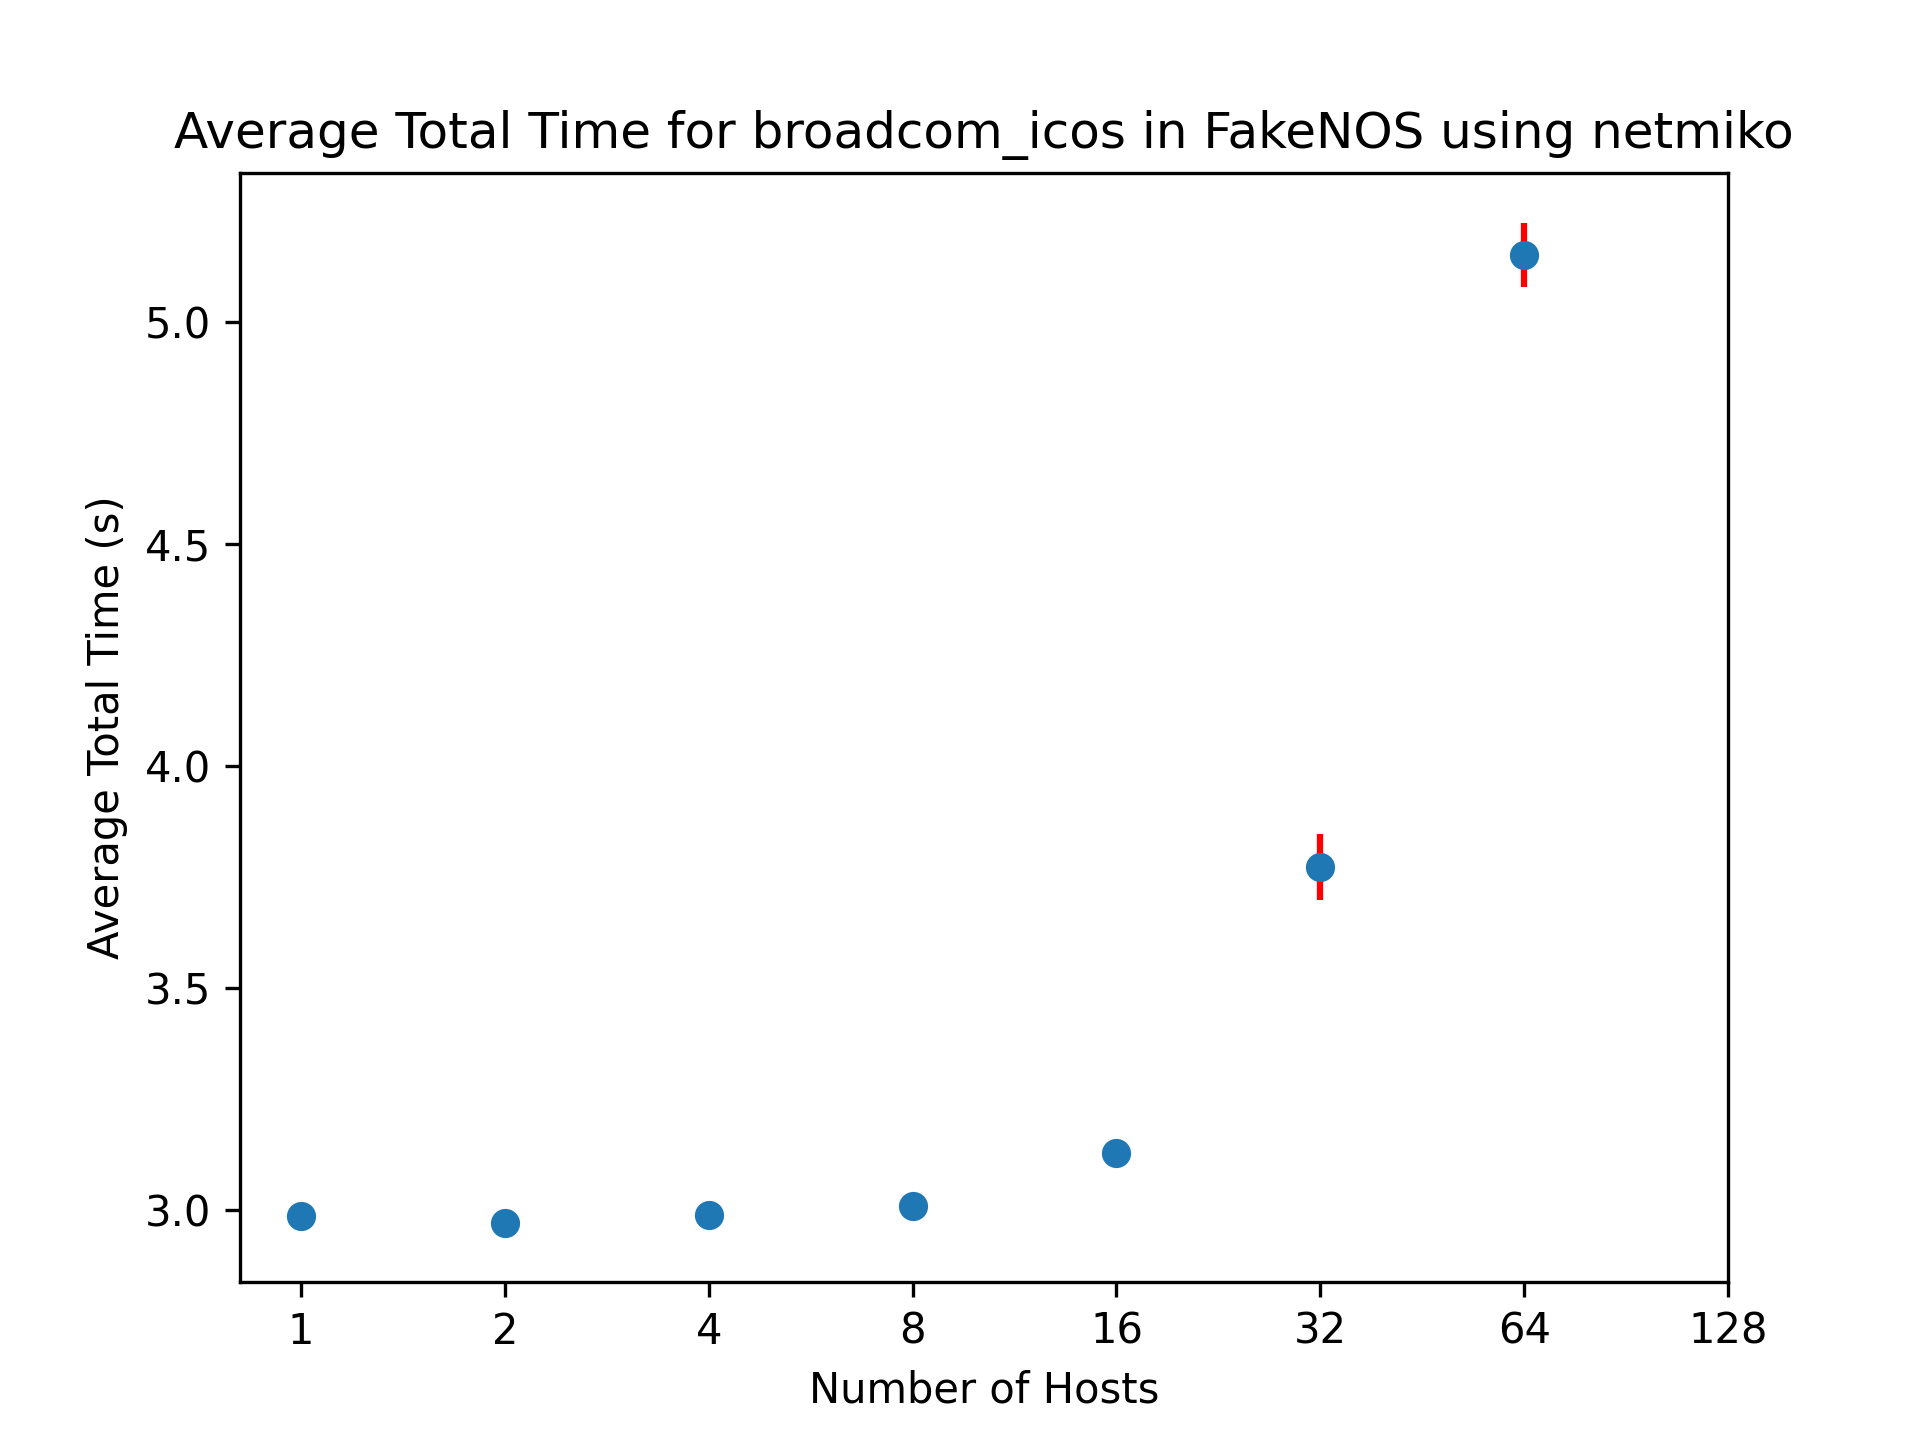 Average Total Time for broadcom_icos in FakeNOS using netmiko
Average Total Time (s)
5.0
4.5
4.0
3.5
3.0
1 2 4 8 16 32 64 128
Number of Hosts